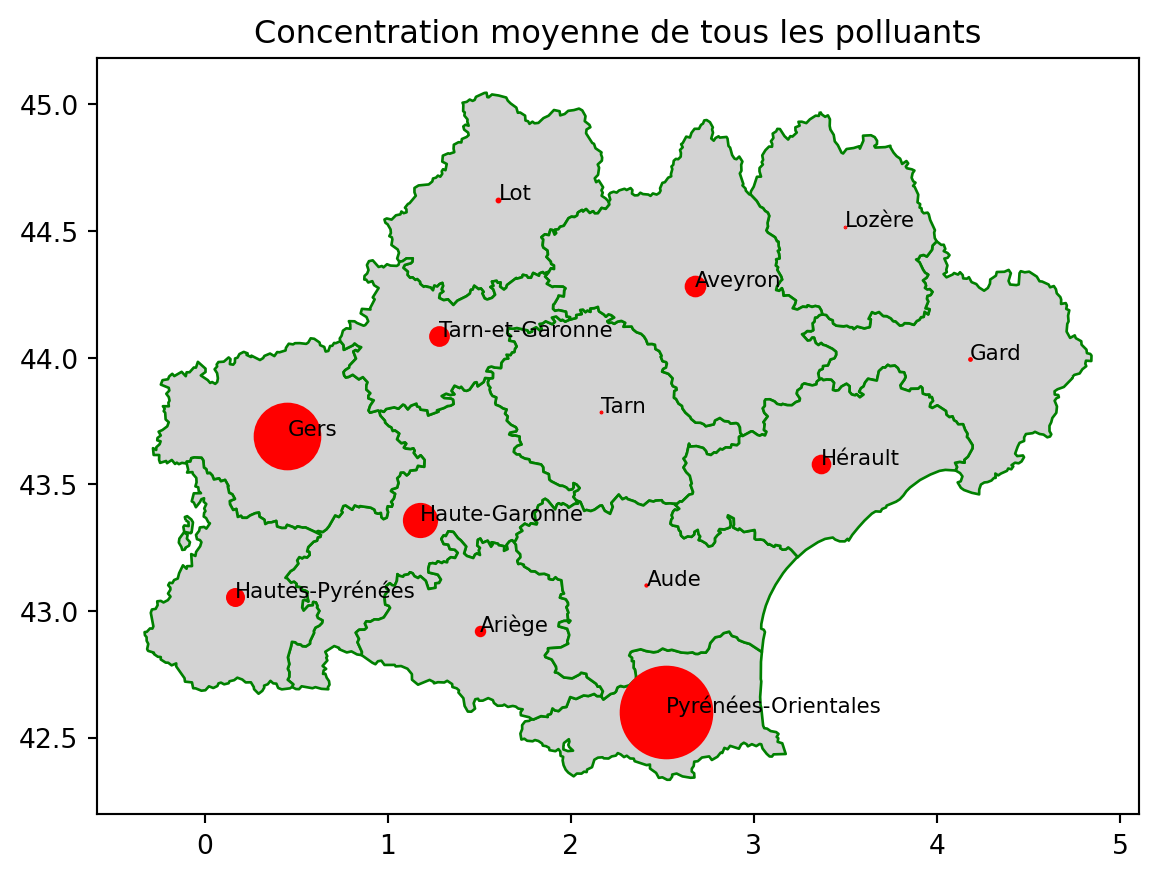 Concentration moyenne de tous les polluants
45.0
44.5
44.0
43.5
43.0
42.5
Lot
Lozère
Aveyron
Tarn-et-Garonne
Gard
Tarn
Gers
Hérault
Haute-Garonne
Aude
Hautes-Pyrénées
Ariège
Pyrénées-Orientales
0 1 2 3 4 5